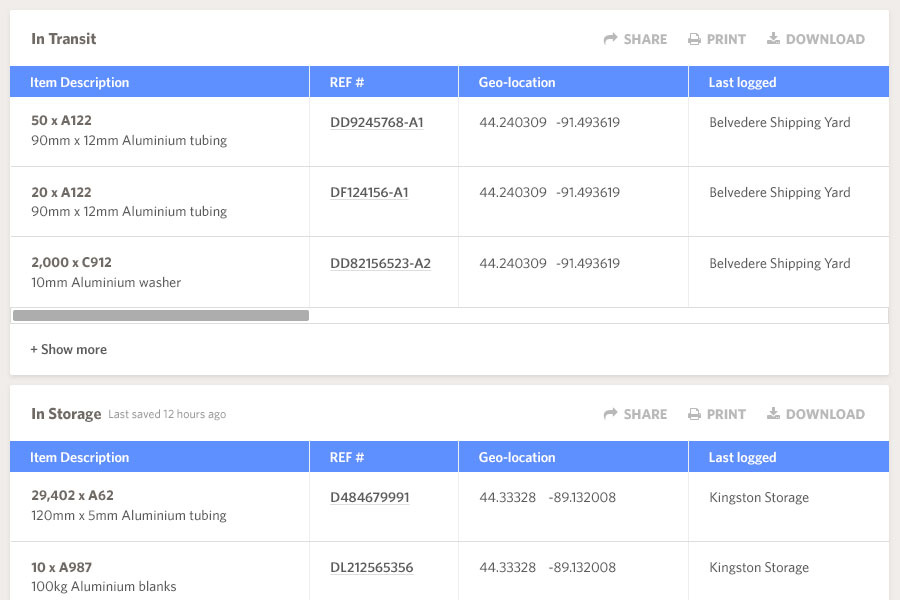 In Transit SHARE PRINT DOWNLOAD
Item Description REF # Geo-location Last logged
50 x A122 DD9245768-A1 44.240309 -91.493619 Belvedere Shipping Yard
90mm x 12mm Aluminium tubing
20 x A122 DF124156-A1 44.240309 -91.493619 Belvedere Shipping Yard
90mm x 12mm Aluminium tubing
2,000 x C912 DD82156523-A2 44.240309 -91.493619 Belvedere Shipping Yard
10mm Aluminium washer
+ Show more
In Storage Last saved 12 hours ago SHARE PRINT DOWNLOAD
Item Description REF # Geo-location Last logged
29,402 x A62 D484679991 44.33328 -89.132008 Kingston Storage
120mm x 5mm Aluminium tubing
10 x A987 DL212565356 44.33328 -89.132008 Kingston Storage
100kg Aluminium blanks